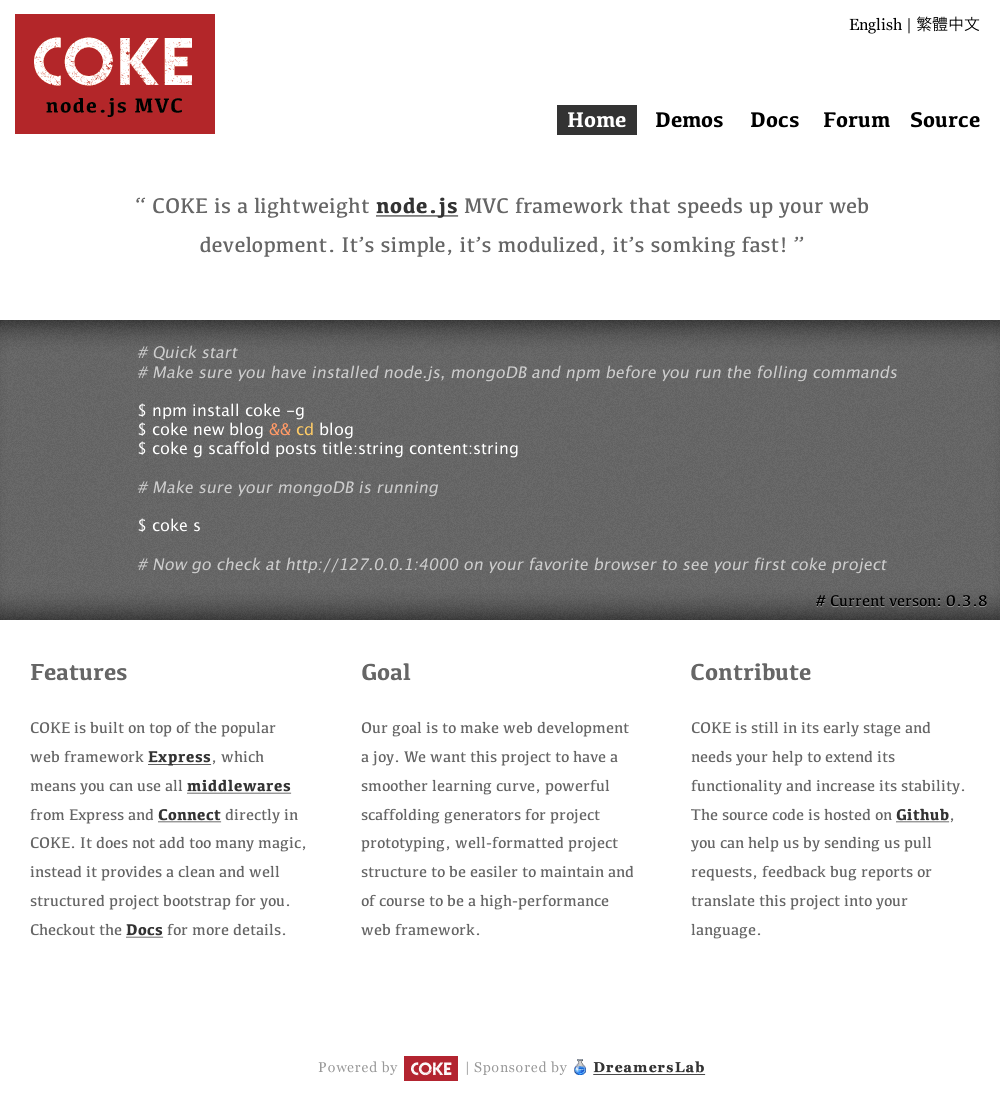 COKE
node.js MVC
English | 繁體中文
Home Demos Docs Forum Source
“ COKE is a lightweight node.js MVC framework that speeds up your web
development. It’s simple, it’s modulized, it’s somking fast! ”
# Quick start
# Make sure you have installed node.js, mongoDB and npm before you run the folling commands
$ npm install coke -g
$ coke new blog && cd blog
$ coke g scaffold posts title:string content:string
# Make sure your mongoDB is running
$ coke s
# Now go check at http://127.0.0.1:4000 on your favorite browser to see your first coke project
# Current verson: 0.3.8
Features
COKE is built on top of the popular
web framework Express, which
means you can use all middlewares
from Express and Connect directly in
COKE. It does not add too many magic,
instead it provides a clean and well
structured project bootstrap for you.
Checkout the Docs for more details.
Goal
Our goal is to make web development
a joy. We want this project to have a
smoother learning curve, powerful
scaffolding generators for project
prototyping, well-formatted project
structure to be easiler to maintain and
of course to be a high-performance
web framework.
Contribute
COKE is still in its early stage and
needs your help to extend its
functionality and increase its stability.
The source code is hosted on Github,
you can help us by sending us pull
requests, feedback bug reports or
translate this project into your
language.
Powered by COKE | Sponsored by DreamersLab